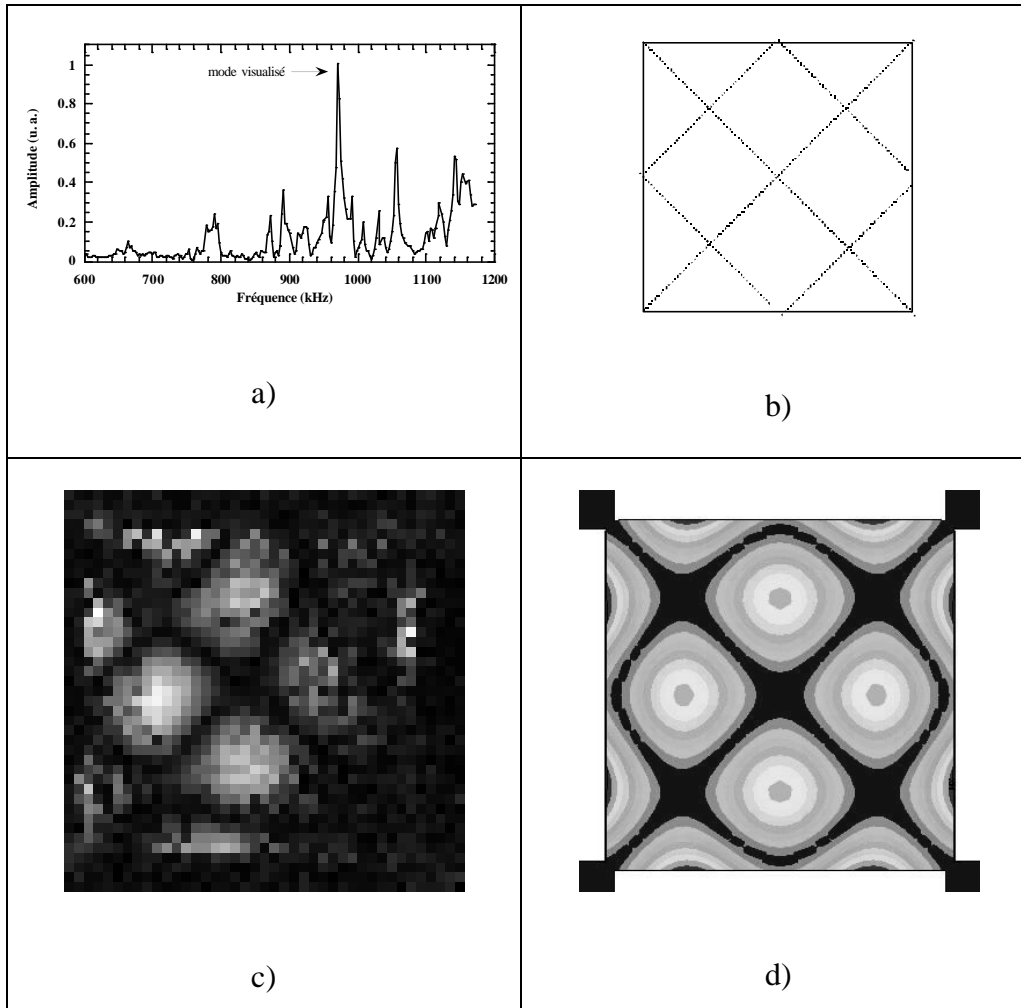 1
0.8
0.6
0.4
0.2
0
Amplitude (u. a.)
mode visualisé
600 700 800 900 1000 1100 1200
Fréquence (kHz)
a)
b)
c)
d)